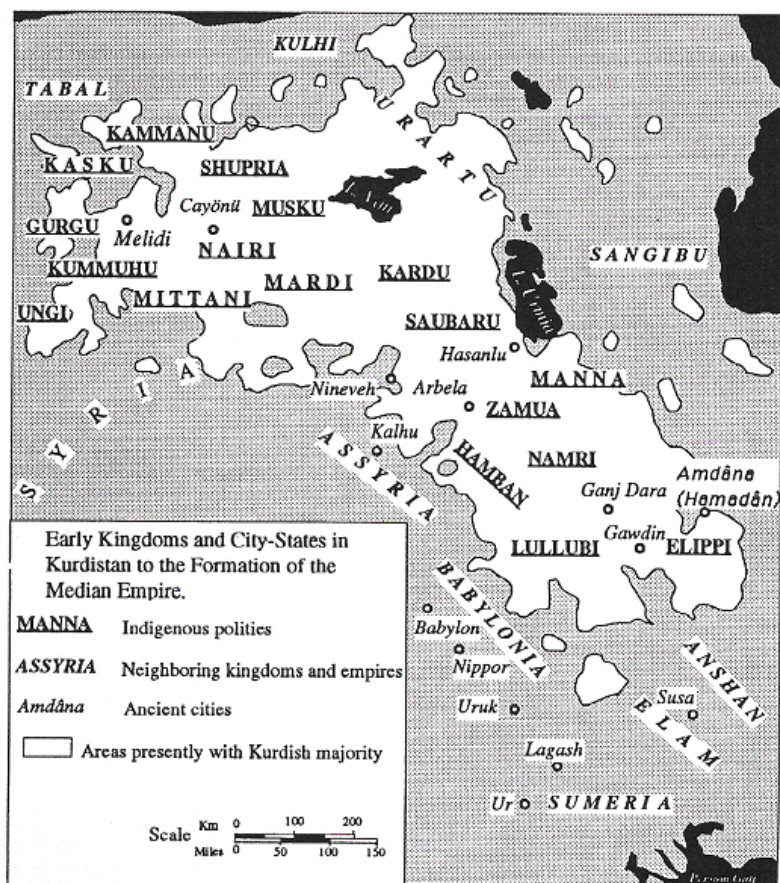 KULHI
TABAL
URARTU
KAMMANU
KASKU
SHUPRIA
L. Van
Cayönü
MUSKU
GURGU
Melidi
NAIRI
SANGIBU
KUMMUHU
MARDI
KARDU
L. Urmia
UNGI
MITTANI
SAUBARU
Hasanlu
MANNA
SYRIA
Nineveh
Arbela
ZAMUA
Kalhu
ASSYRIA
HAMBAN
NAMRI
Amdâna
(Hamadân)
Ganj Dara
LULLUBI
Gawdin
ELIPPI
BABYLONIA
Babylon
Nippor
ANSHAN
Susa
ELAM
Uruk
Lagash
Ur
SUMERIA
Persian Gulf
Early Kingdoms and City-States in
Kurdistan to the Formation of the
Median Empire.
MANNA Indigenous polities
ASSYRIA Neighboring kingdoms and empires
Amdâna Ancient cities
Areas presently with Kurdish majority
Scale Km 0 100 200
Miles 0 50 100 150